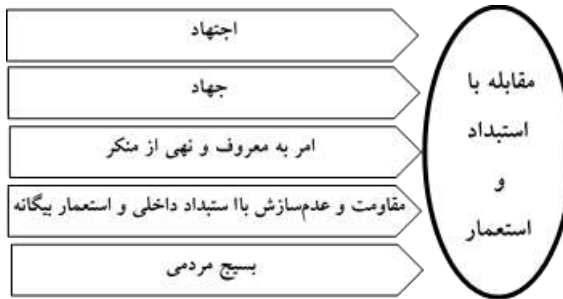 اجتهاد
جهاد
امر به معروف و نهی از منکر
مقاومت و عدم‌سازش باا ستبداد داخلی و استعمار بیگانه
بسیج مردمی
مقابله با
استبداد
و
استعمار